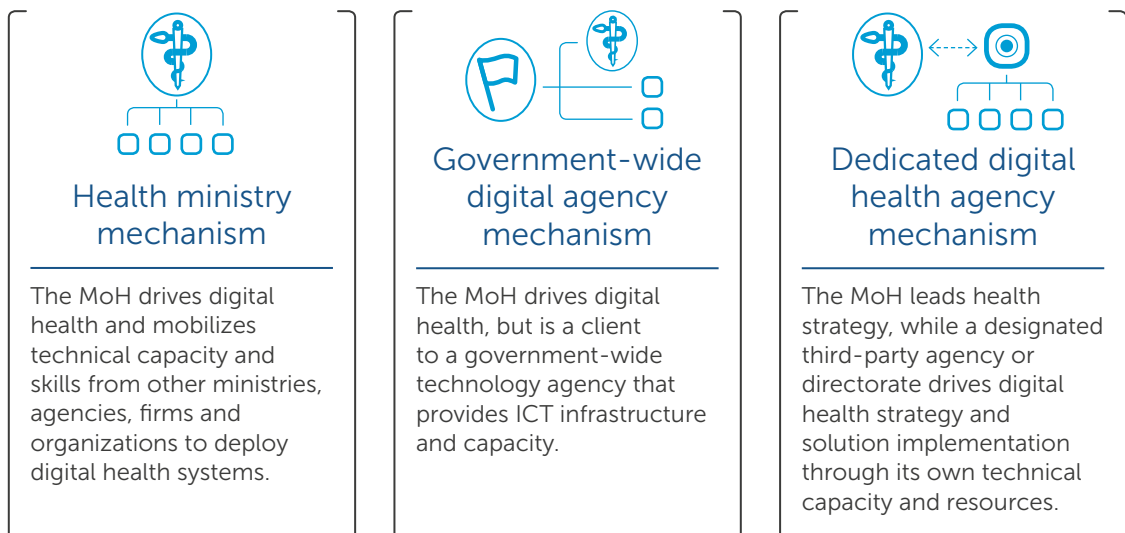 Health ministry
mechanism
The MoH drives digital
health and mobilizes
technical capacity and
skills from other ministries,
agencies, firms and
organizations to deploy
digital health systems.
Government-wide
digital agency
mechanism
The MoH drives digital
health, but is a client
to a government-wide
technology agency that
provides ICT infrastructure
and capacity.
Dedicated digital
health agency
mechanism
The MoH leads health
strategy, while a designated
third-party agency or
directorate drives digital
health strategy and
solution implementation
through its own technical
capacity and resources.